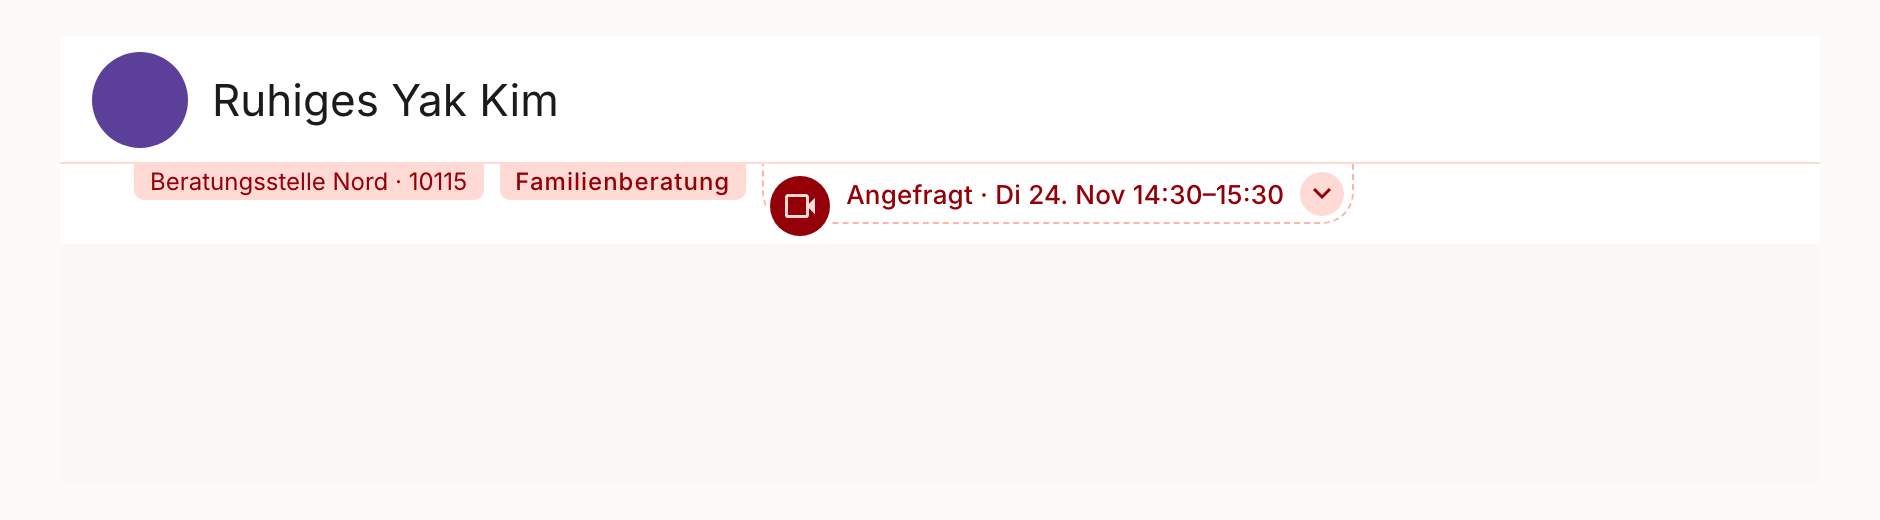 Ruhiges Yak Kim
Beratungsstelle Nord · 10115
Familienberatung
Angefragt · Di 24. Nov 14:30–15:30